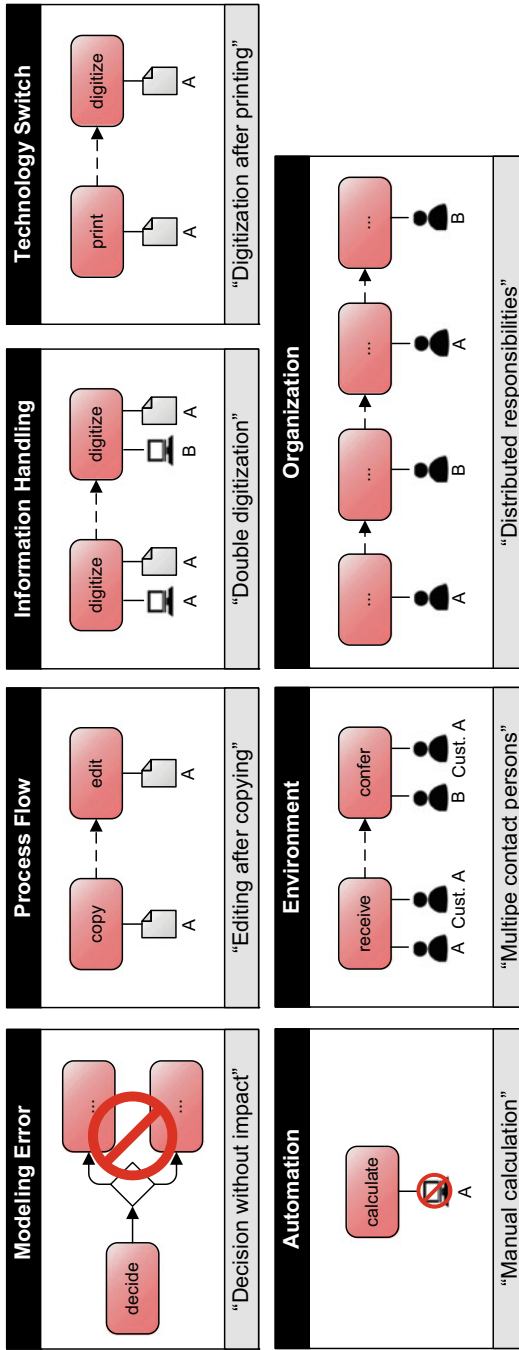 Modeling Error
decide
...
...
“Decision without impact”
Process Flow
copy
edit
A
A
“Editing after copying”
Information Handling
digitize
digitize
A
A
B
A
“Double digitization”
Technology Switch
print
digitize
A
A
“Digitization after printing”
Automation
calculate
A
“Manual calculation”
Environment
receive
confer
A
Cust. A
B
Cust. A
“Multipe contact persons”
Organization
...
...
...
...
A
B
A
B
“Distributed responsibilities”